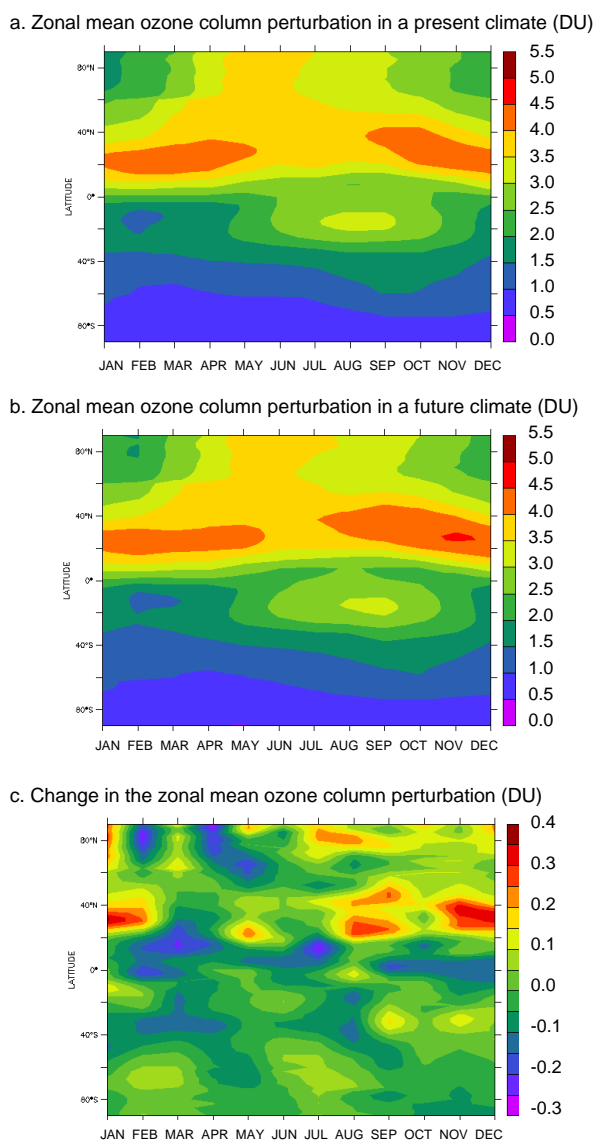 a. Zonal mean ozone column perturbation in a present climate (DU)
5.5
80°N
5.0
4.5
40°N
4.0
3.5
3.0
LATITUDE
0°
2.5
2.0
40°S
1.5
1.0
0.5
80°S
0.0
JAN FEB MAR APR MAY JUN JUL AUG SEP OCT NOV DEC
b. Zonal mean ozone column perturbation in a future climate (DU)
5.5
80°N
5.0
4.5
40°N
4.0
3.5
3.0
LATITUDE
0°
2.5
2.0
40°S
1.5
1.0
0.5
80°S
0.0
JAN FEB MAR APR MAY JUN JUL AUG SEP OCT NOV DEC
c. Change in the zonal mean ozone column perturbation (DU)
0.4
80°N
0.3
40°N
0.2
0.1
LATITUDE
0°
0.0
40°S
-0.1
-0.2
80°S
-0.3
JAN FEB MAR APR MAY JUN JUL AUG SEP OCT NOV DEC